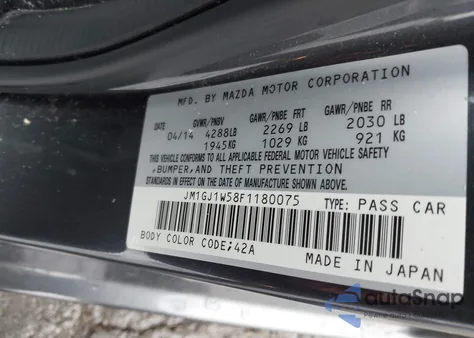 MFD. BY MAZDA MOTOR CORPORATION
GVWR/PNBV GAWR/PNBE FR GAWR/PNBE RR
04/14 4288LB 2269 LB 2030 LB
1945KG 1029 KG 921 KG
THIS VEHICLE CONFORMS TO ALL APPLICABLE FEDERAL MOTOR VEHICLE SAFETY,
BUMPER, AND THEFT PREVENTION
STANDARDS IN EFFECT ON THE DATE OF MANUFACTURE SHOWN ABOVE.
JM1GJ1W58F1180075 TYPE: PASS CAR
BODY COLOR CODE;42A
MADE IN JAPAN
autoSnap